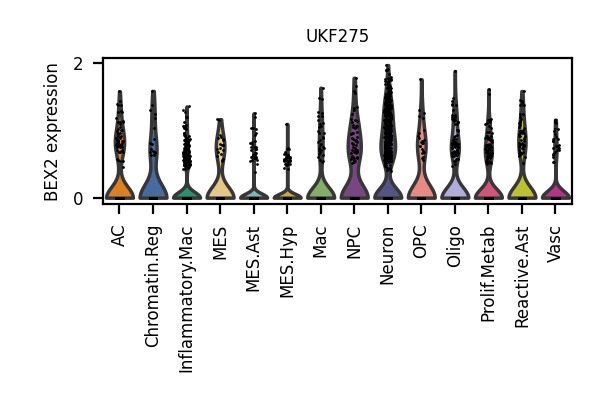 UKF275
BEX2 expression
2
0
AC
Chromatin.Reg
Inflammatory.Mac
MES
MES.Ast
MES.Hyp
Mac
NPC
Neuron
OPC
Oligo
Prolif.Metab
Reactive.Ast
Vasc